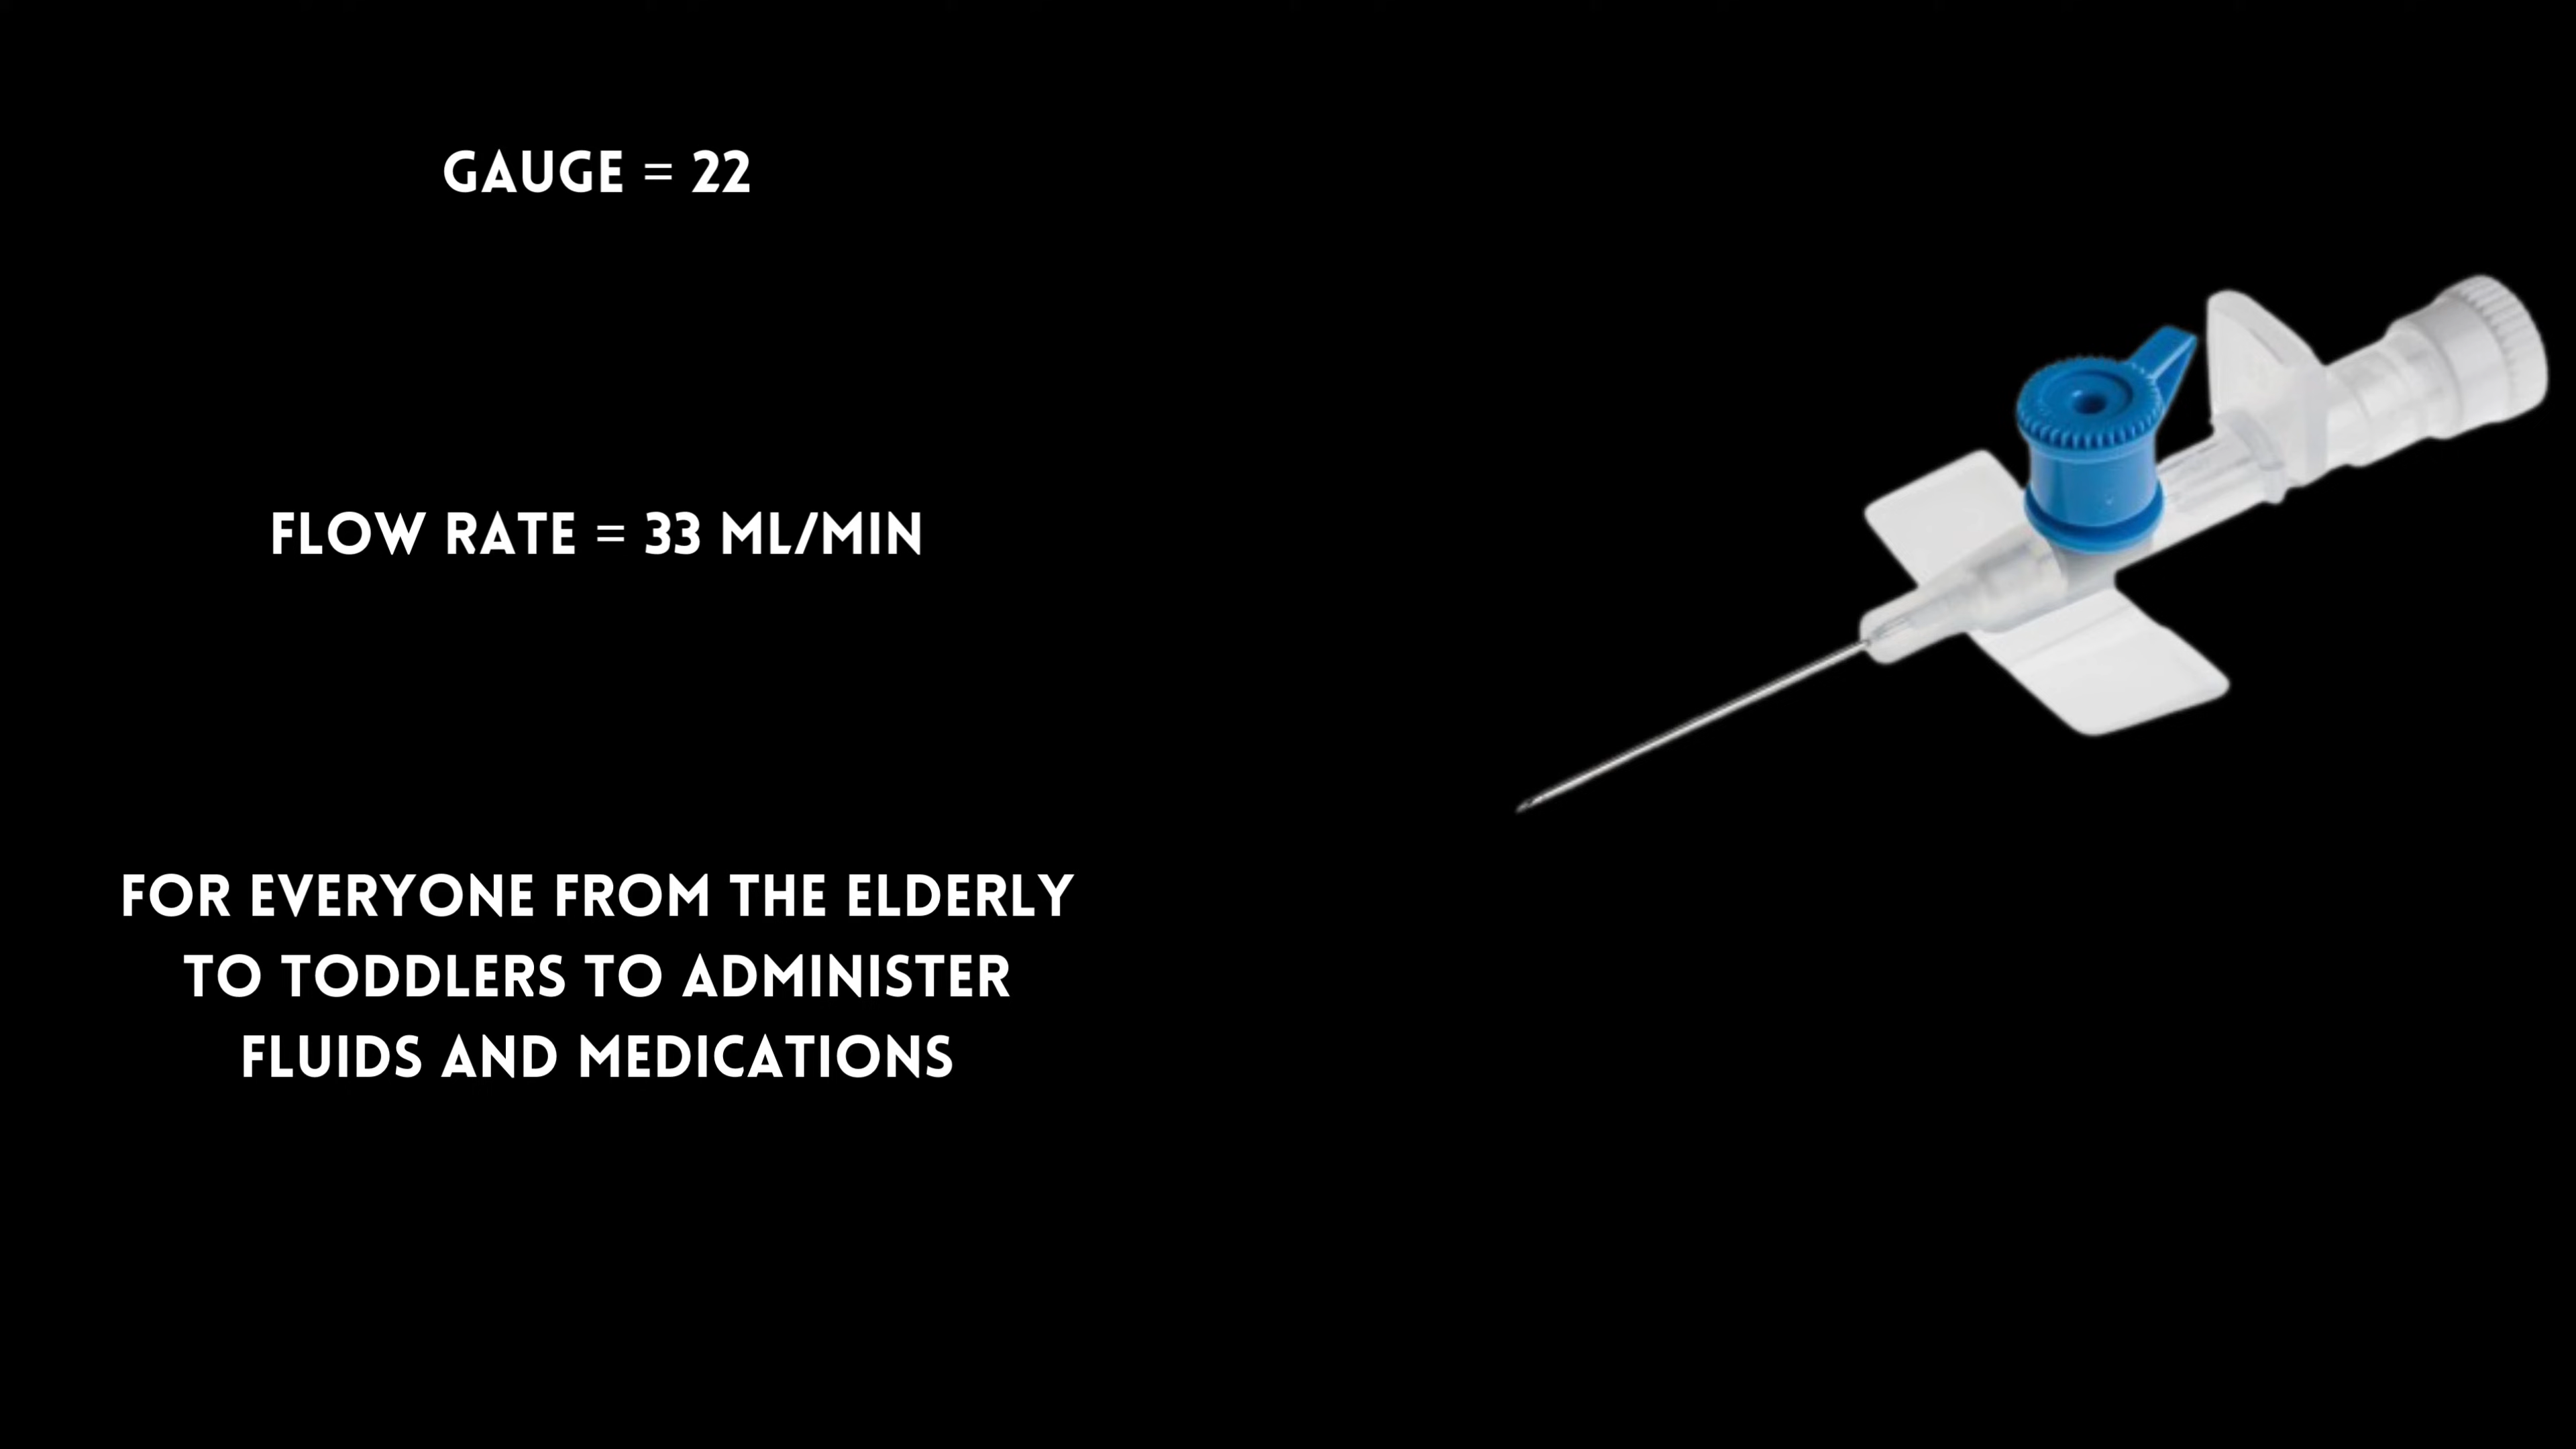 GAUGE = 22
FLOW RATE = 33 ML/MIN
FOR EVERYONE FROM THE ELDERLY
TO TODDLERS TO ADMINISTER
FLUIDS AND MEDICATIONS